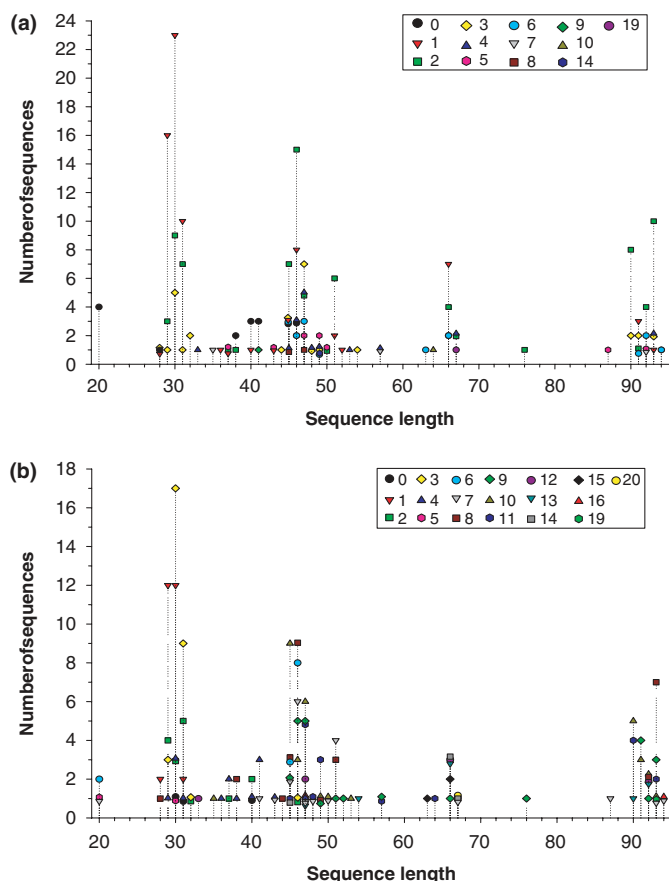 (a)
0 3 6 9 19
1 4 7 10
2 5 8 14
24
22
20
18
16
14
12
10
8
6
4
2
0
Numberofsequences
20 30 40 50 60 70 80 90
Sequence length
(b)
0 3 6 9 12 15 20
1 4 7 10 13 16
2 5 8 11 14 19
18
16
14
12
10
8
6
4
2
0
Numberofsequences
20 30 40 50 60 70 80 90
Sequence length